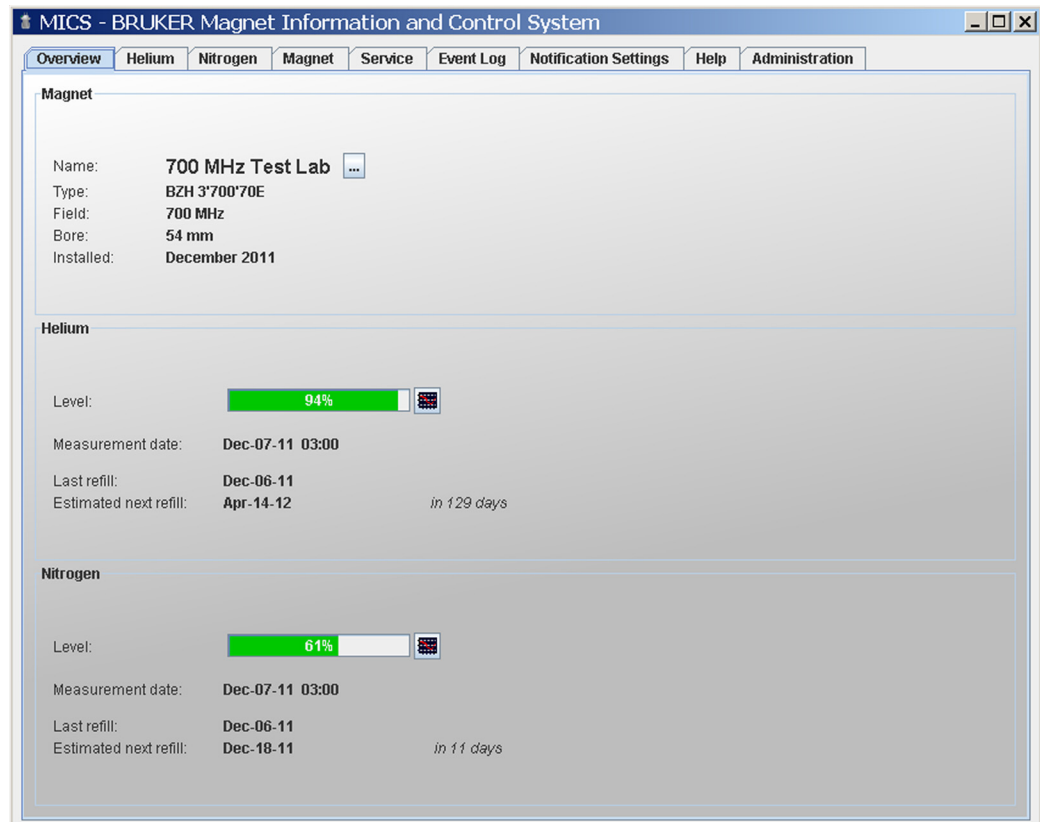 MICS - BRUKER Magnet Information and Control System
Overview Helium Nitrogen Magnet Service Event Log Notification Settings Help Administration
Magnet
Name: 700 MHz Test Lab ...
Type: BZH 3'700'70E
Field: 700 MHz
Bore: 54 mm
Installed: December 2011
Helium
Level: 94%
Measurement date: Dec-07-11 03:00
Last refill: Dec-06-11
Estimated next refill: Apr-14-12 in 129 days
Nitrogen
Level: 61%
Measurement date: Dec-07-11 03:00
Last refill: Dec-06-11
Estimated next refill: Dec-18-11 in 11 days